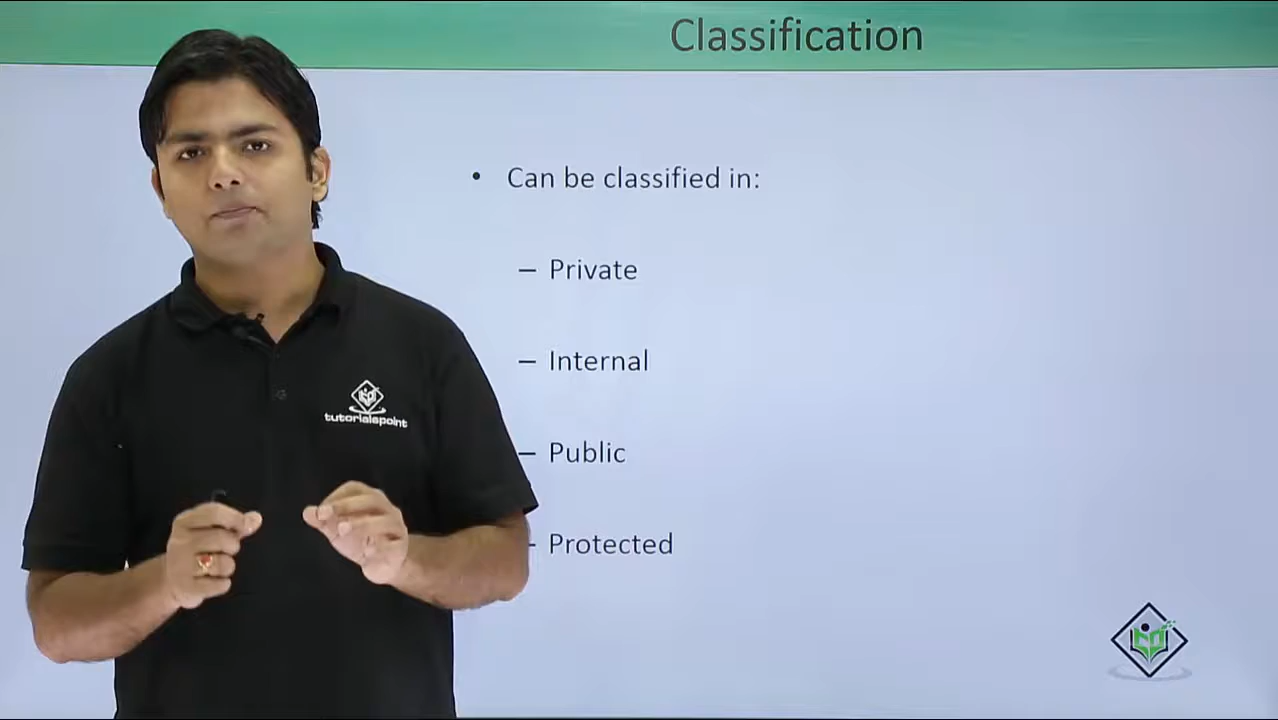 Classification
• Can be classified in:
– Private
– Internal
tutorialspoint
– Public
– Protected